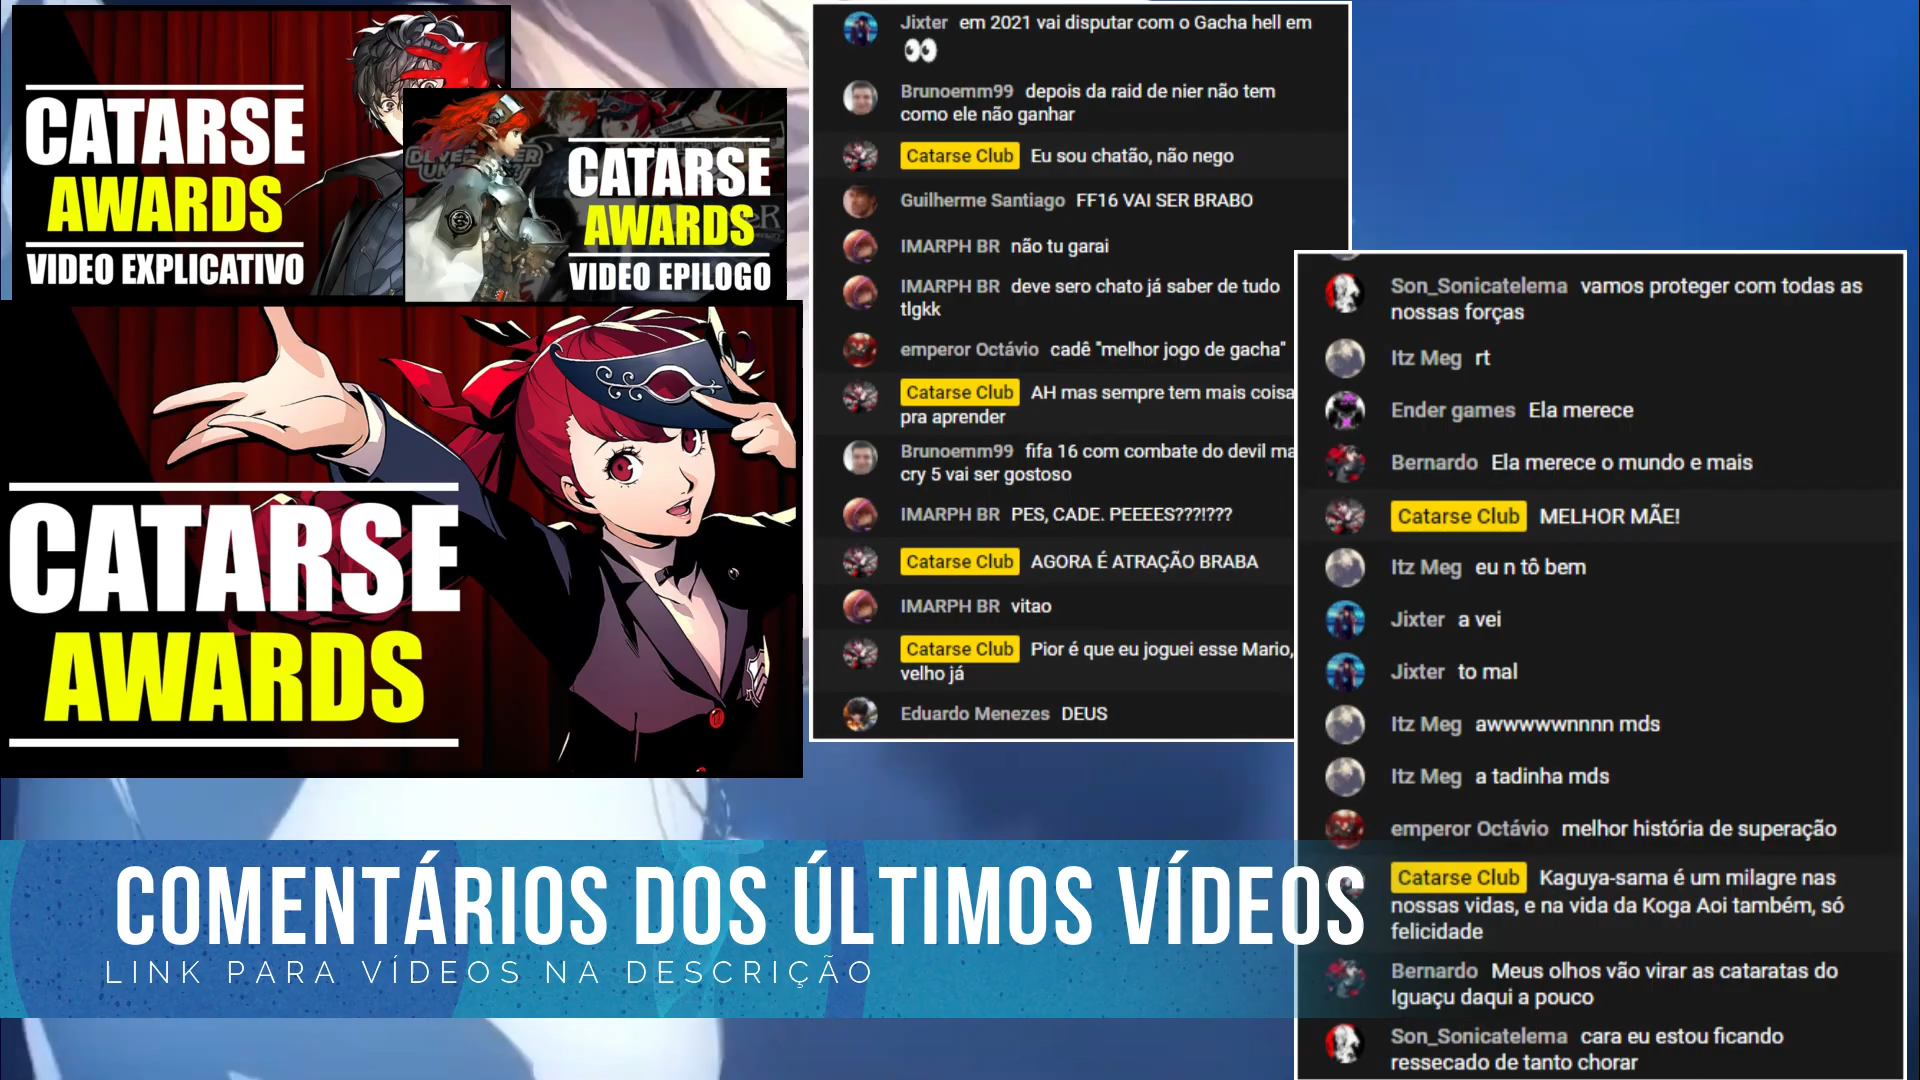 CATARSE
AWARDS
VIDEO EXPLICATIVO
CATARSE
AWARDS
VIDEO EPILOGO
CATARSE
AWARDS
Jixter em 2021 vai disputar com o Gacha hell em
👀
Brunoemm99 depois da raid de nier não tem
como ele não ganhar
Catarse Club Eu sou chatão, não nego
Guilherme Santiago FF16 VAI SER BRABO
IMARPH BR não tu garai
IMARPH BR deve sero chato já saber de tudo
tlgkk
emperor Octávio cadê "melhor jogo de gacha"
Catarse Club AH mas sempre tem mais coisa
pra aprender
Brunoemm99 fifa 16 com combate do devil ma
cry 5 vai ser gostoso
IMARPH BR PES, CADE. PEEEES???!???
Catarse Club AGORA É ATRAÇÃO BRABA
IMARPH BR vitao
Catarse Club Pior é que eu joguei esse Mario,
velho já
Eduardo Menezes DEUS
Son_Sonicatelema vamos proteger com todas as
nossas forças
Itz Meg rt
Ender games Ela merece
Bernardo Ela merece o mundo e mais
Catarse Club MELHOR MÃE!
Itz Meg eu n tô bem
Jixter a vei
Jixter to mal
Itz Meg awwwwwnnnn mds
Itz Meg a tadinha mds
emperor Octávio melhor história de superação
Catarse Club Kaguya-sama é um milagre nas
nossas vidas, e na vida da Koga Aoi também, só
felicidade
Bernardo Meus olhos vão virar as cataratas do
Iguaçu daqui a pouco
Son_Sonicatelema cara eu estou ficando
ressecado de tanto chorar
COMENTÁRIOS DOS ÚLTIMOS VÍDEOS
LINK PARA VÍDEOS NA DESCRIÇÃO